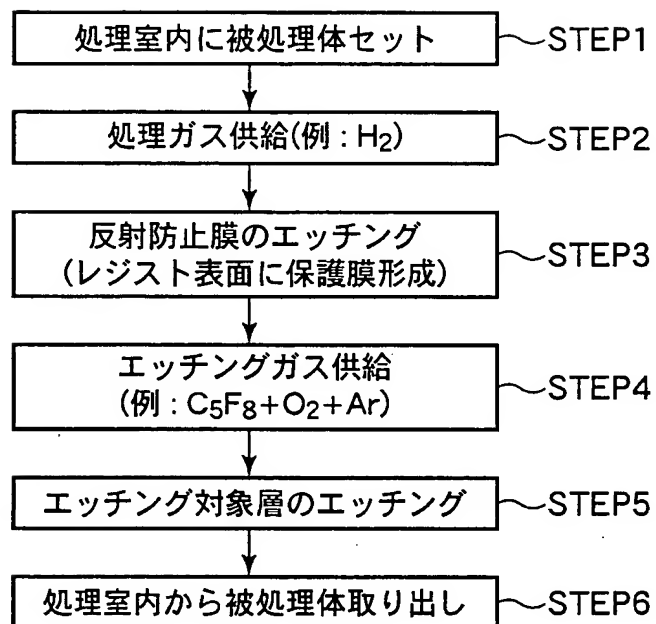 処理室内に被処理体セット STEP1
処理ガス供給(例:H₂) STEP2
反射防止膜のエッチング
(レジスト表面に保護膜形成) STEP3
エッチングガス供給
(例:C₅F₈+O₂+Ar) STEP4
エッチング対象層のエッチング STEP5
処理室内から被処理体取り出し STEP6